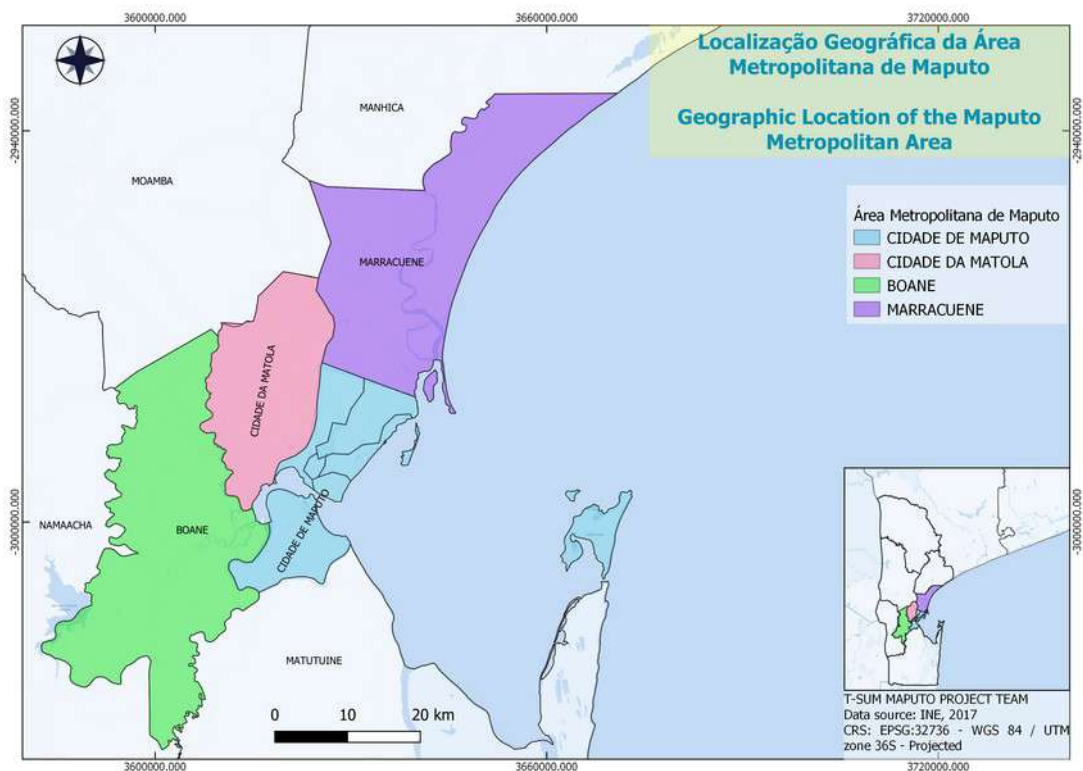 3600000.000
3660000.000
3720000.000
Localização Geográfica da Área
Metropolitana de Maputo
Geographic Location of the Maputo
Metropolitan Area
-2940000.000
-2940000.000
MANHICA
MOAMBA
Área Metropolitana de Maputo
CIDADE DE MAPUTO
CIDADE DA MATOLA
BOANE
MARRACUENE
MARRACUENE
CIDADE DA MATOLA
-3000000.000
-3000000.000
NAMAACHA
BOANE
CIDADE DE MAPUTO
MATUTUINE
0 10 20 km
T-SUM MAPUTO PROJECT TEAM
Data source: INE, 2017
CRS: EPSG:32736 - WGS 84 / UTM
zone 36S - Projected
3600000.000
3660000.000
3720000.000